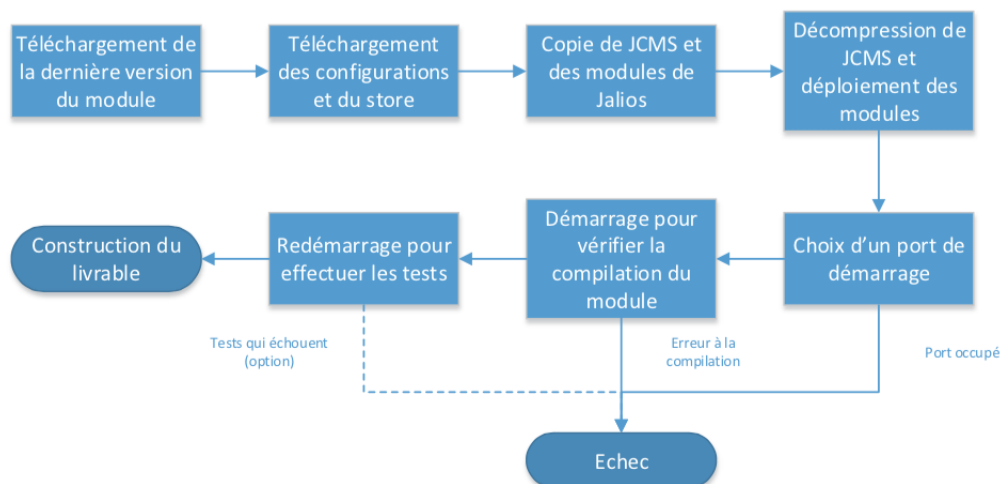 Téléchargement de
la dernière version
du module
Téléchargement
des configurations
et du store
Copie de JCMS et
des modules de
Jalios
Décompression de
JCMS et
déploiement des
modules
Construction du
livrable
Redémarrage pour
effectuer les tests
Démarrage pour
vérifier la
compilation du
module
Choix d'un port de
démarrage
Tests qui échouent
(option)
Erreur à la
compilation
Port occupé
Echec